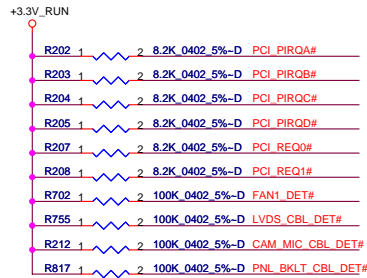 +3.3V_RUN
R202 1 2 8.2K_0402_5%~D PCI_PIRQA#
R203 1 2 8.2K_0402_5%~D PCI_PIRQB#
R204 1 2 8.2K_0402_5%~D PCI_PIRQC#
R205 1 2 8.2K_0402_5%~D PCI_PIRQD#
R207 1 2 8.2K_0402_5%~D PCI_REQ0#
R208 1 2 8.2K_0402_5%~D PCI_REQ1#
R702 1 2 100K_0402_5%~D FAN1_DET#
R755 1 2 100K_0402_5%~D LVDS_CBL_DET#
R212 1 2 100K_0402_5%~D CAM_MIC_CBL_DET#
R817 1 2 100K_0402_5%~D PNL_BKLT_CBL_DET#